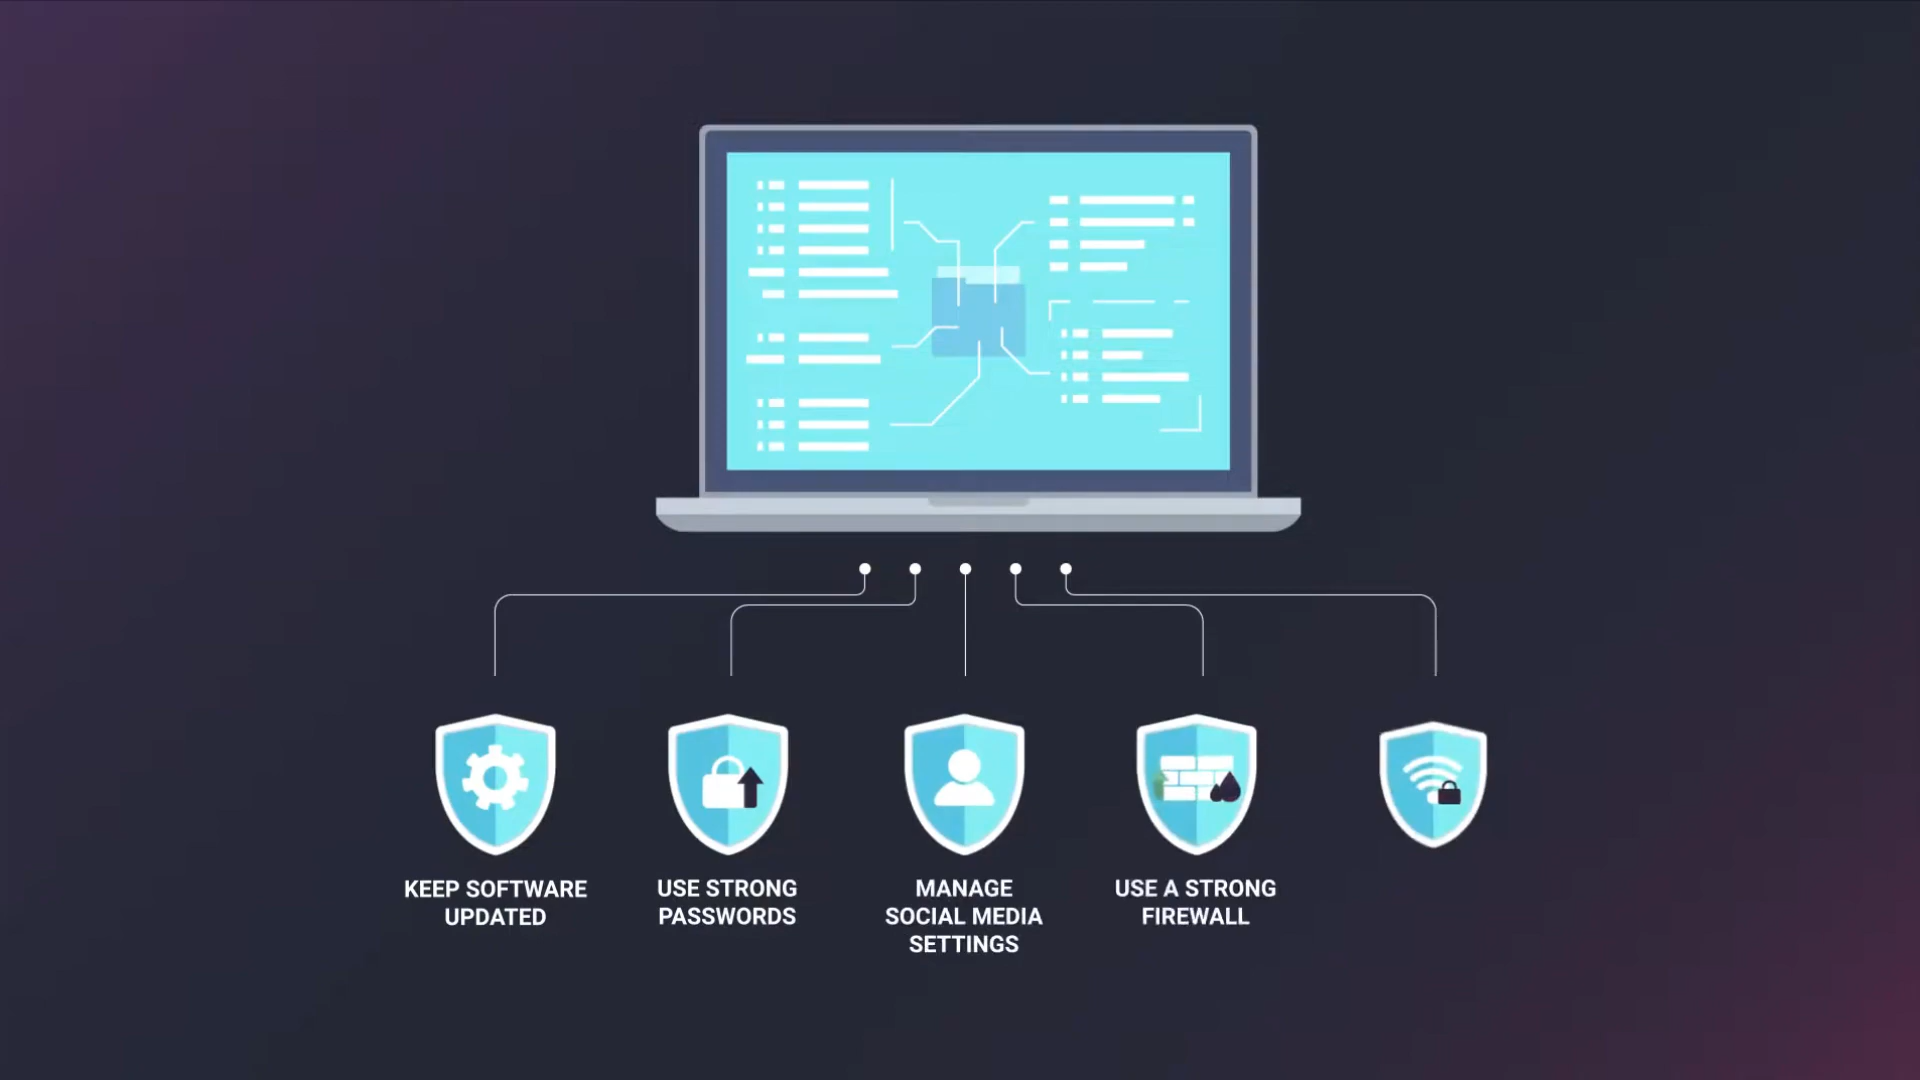 KEEP SOFTWARE
UPDATED
USE STRONG
PASSWORDS
MANAGE
SOCIAL MEDIA
SETTINGS
USE A STRONG
FIREWALL